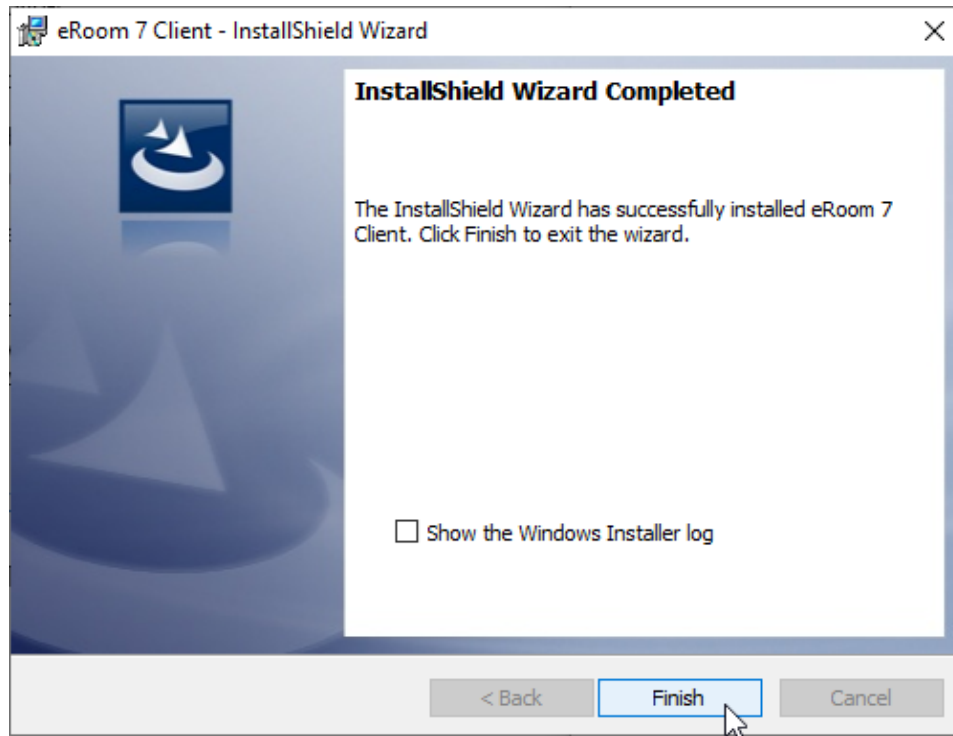 eRoom 7 Client - InstallShield Wizard
InstallShield Wizard Completed
The InstallShield Wizard has successfully installed eRoom 7
Client. Click Finish to exit the wizard.
Show the Windows Installer log
< Back
Finish
Cancel